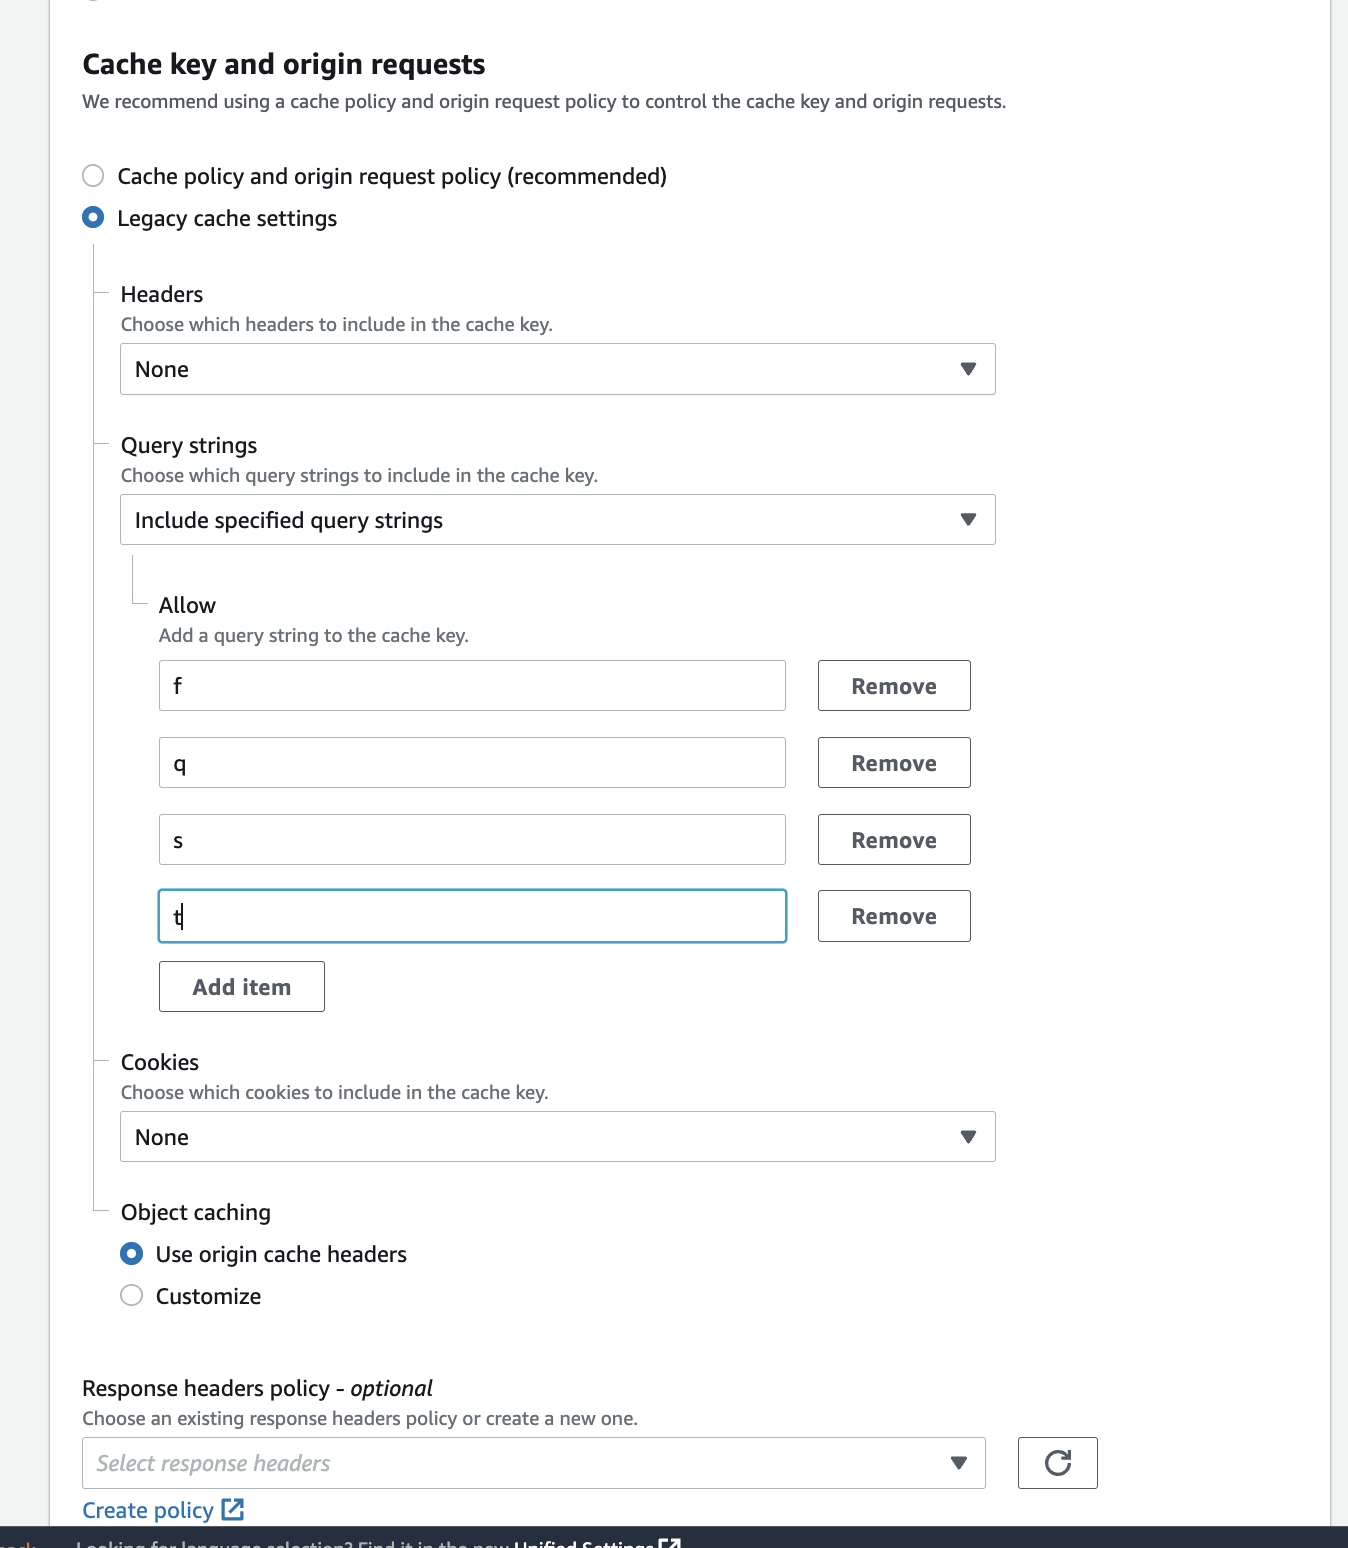 Cache key and origin requests
We recommend using a cache policy and origin request policy to control the cache key and origin requests.
Cache policy and origin request policy (recommended)
Legacy cache settings
Headers
Choose which headers to include in the cache key.
None
Query strings
Choose which query strings to include in the cache key.
Include specified query strings
Allow
Add a query string to the cache key.
f
Remove
q
Remove
s
Remove
t
Remove
Add item
Cookies
Choose which cookies to include in the cache key.
None
Object caching
Use origin cache headers
Customize
Response headers policy - optional
Choose an existing response headers policy or create a new one.
Select response headers
Create policy
Looking for language selection? Find it in the new Unified Settings